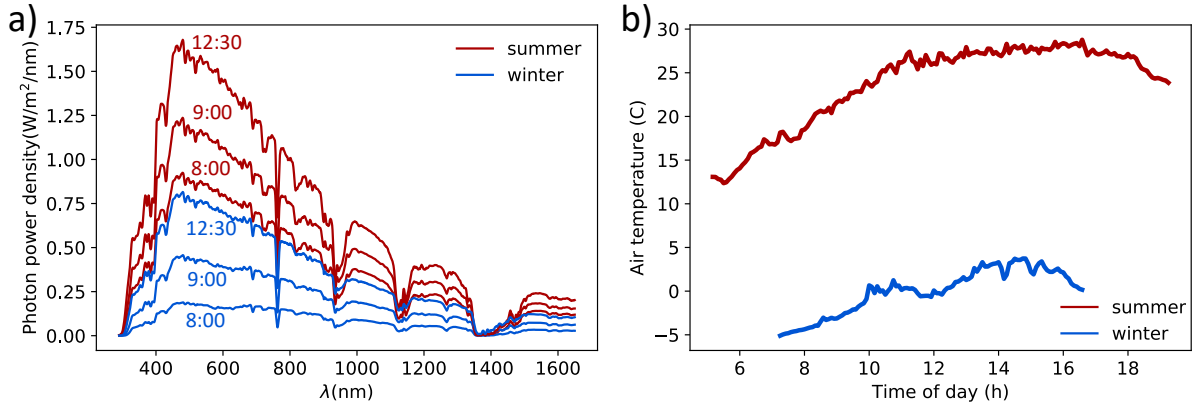 a)
1.75
1.50
1.25
1.00
0.75
0.50
0.25
0.00
Photon power density(W/m²/nm)
12:30
9:00
8:00
12:30
9:00
8:00
summer
winter
400 600 800 1000 1200 1400 1600
λ(nm)
b)
30
25
20
15
10
5
0
−5
Air temperature (C)
summer
winter
6 8 10 12 14 16 18
Time of day (h)